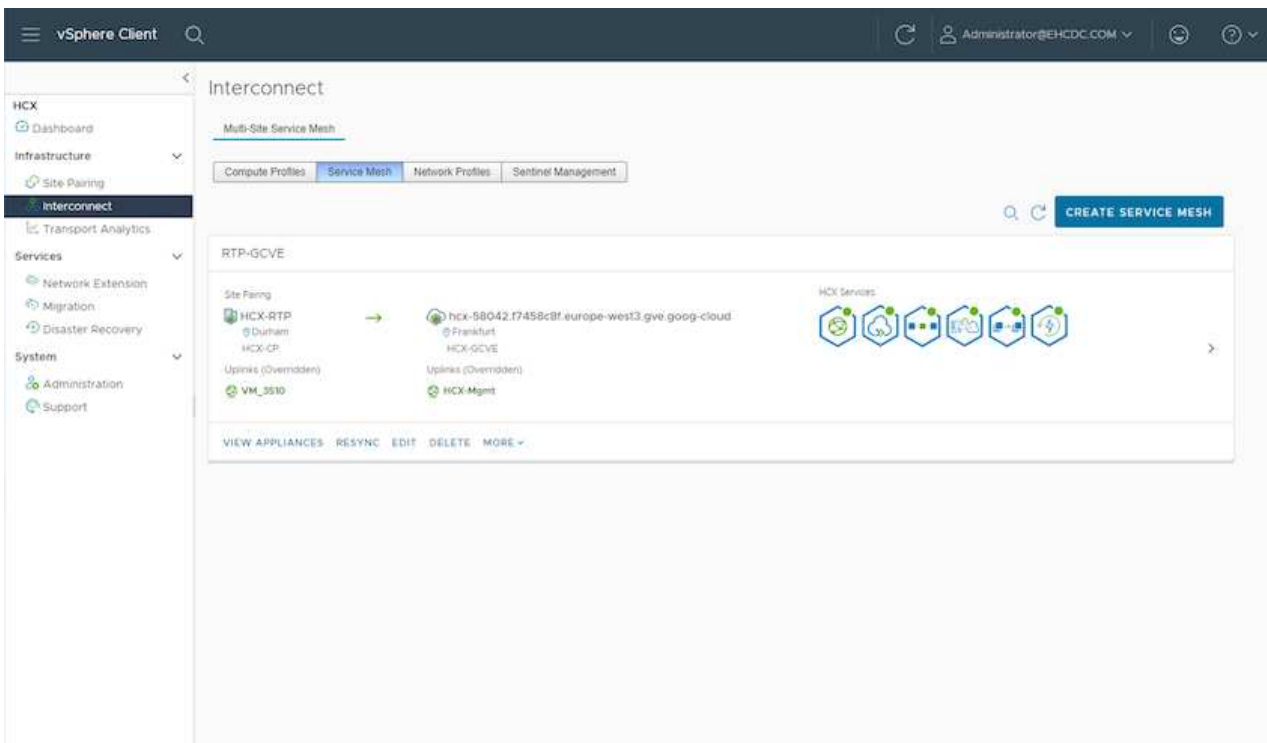 vSphere Client
Administrator@EHCDC.COM
HCX
Dashboard
Infrastructure
Site Pairing
Interconnect
Transport Analytics
Services
Network Extension
Migration
Disaster Recovery
System
Administration
Support
Interconnect
Multi-Site Service Mesh
Compute Profiles Service Mesh Network Profiles Sentinel Management
CREATE SERVICE MESH
RTP-GCVE
Site Pairing
HCX-RTP
Durham
HCX-CP
Uplinks (Overridden)
VM_3510
hcx-58042.f7458c8f.europe-west3.gve.goog-cloud
Frankfurt
HCX-GCVE
Uplinks (Overridden)
HCX-Mgmt
HCX Services
VIEW APPLIANCES RESYNC EDIT DELETE MORE